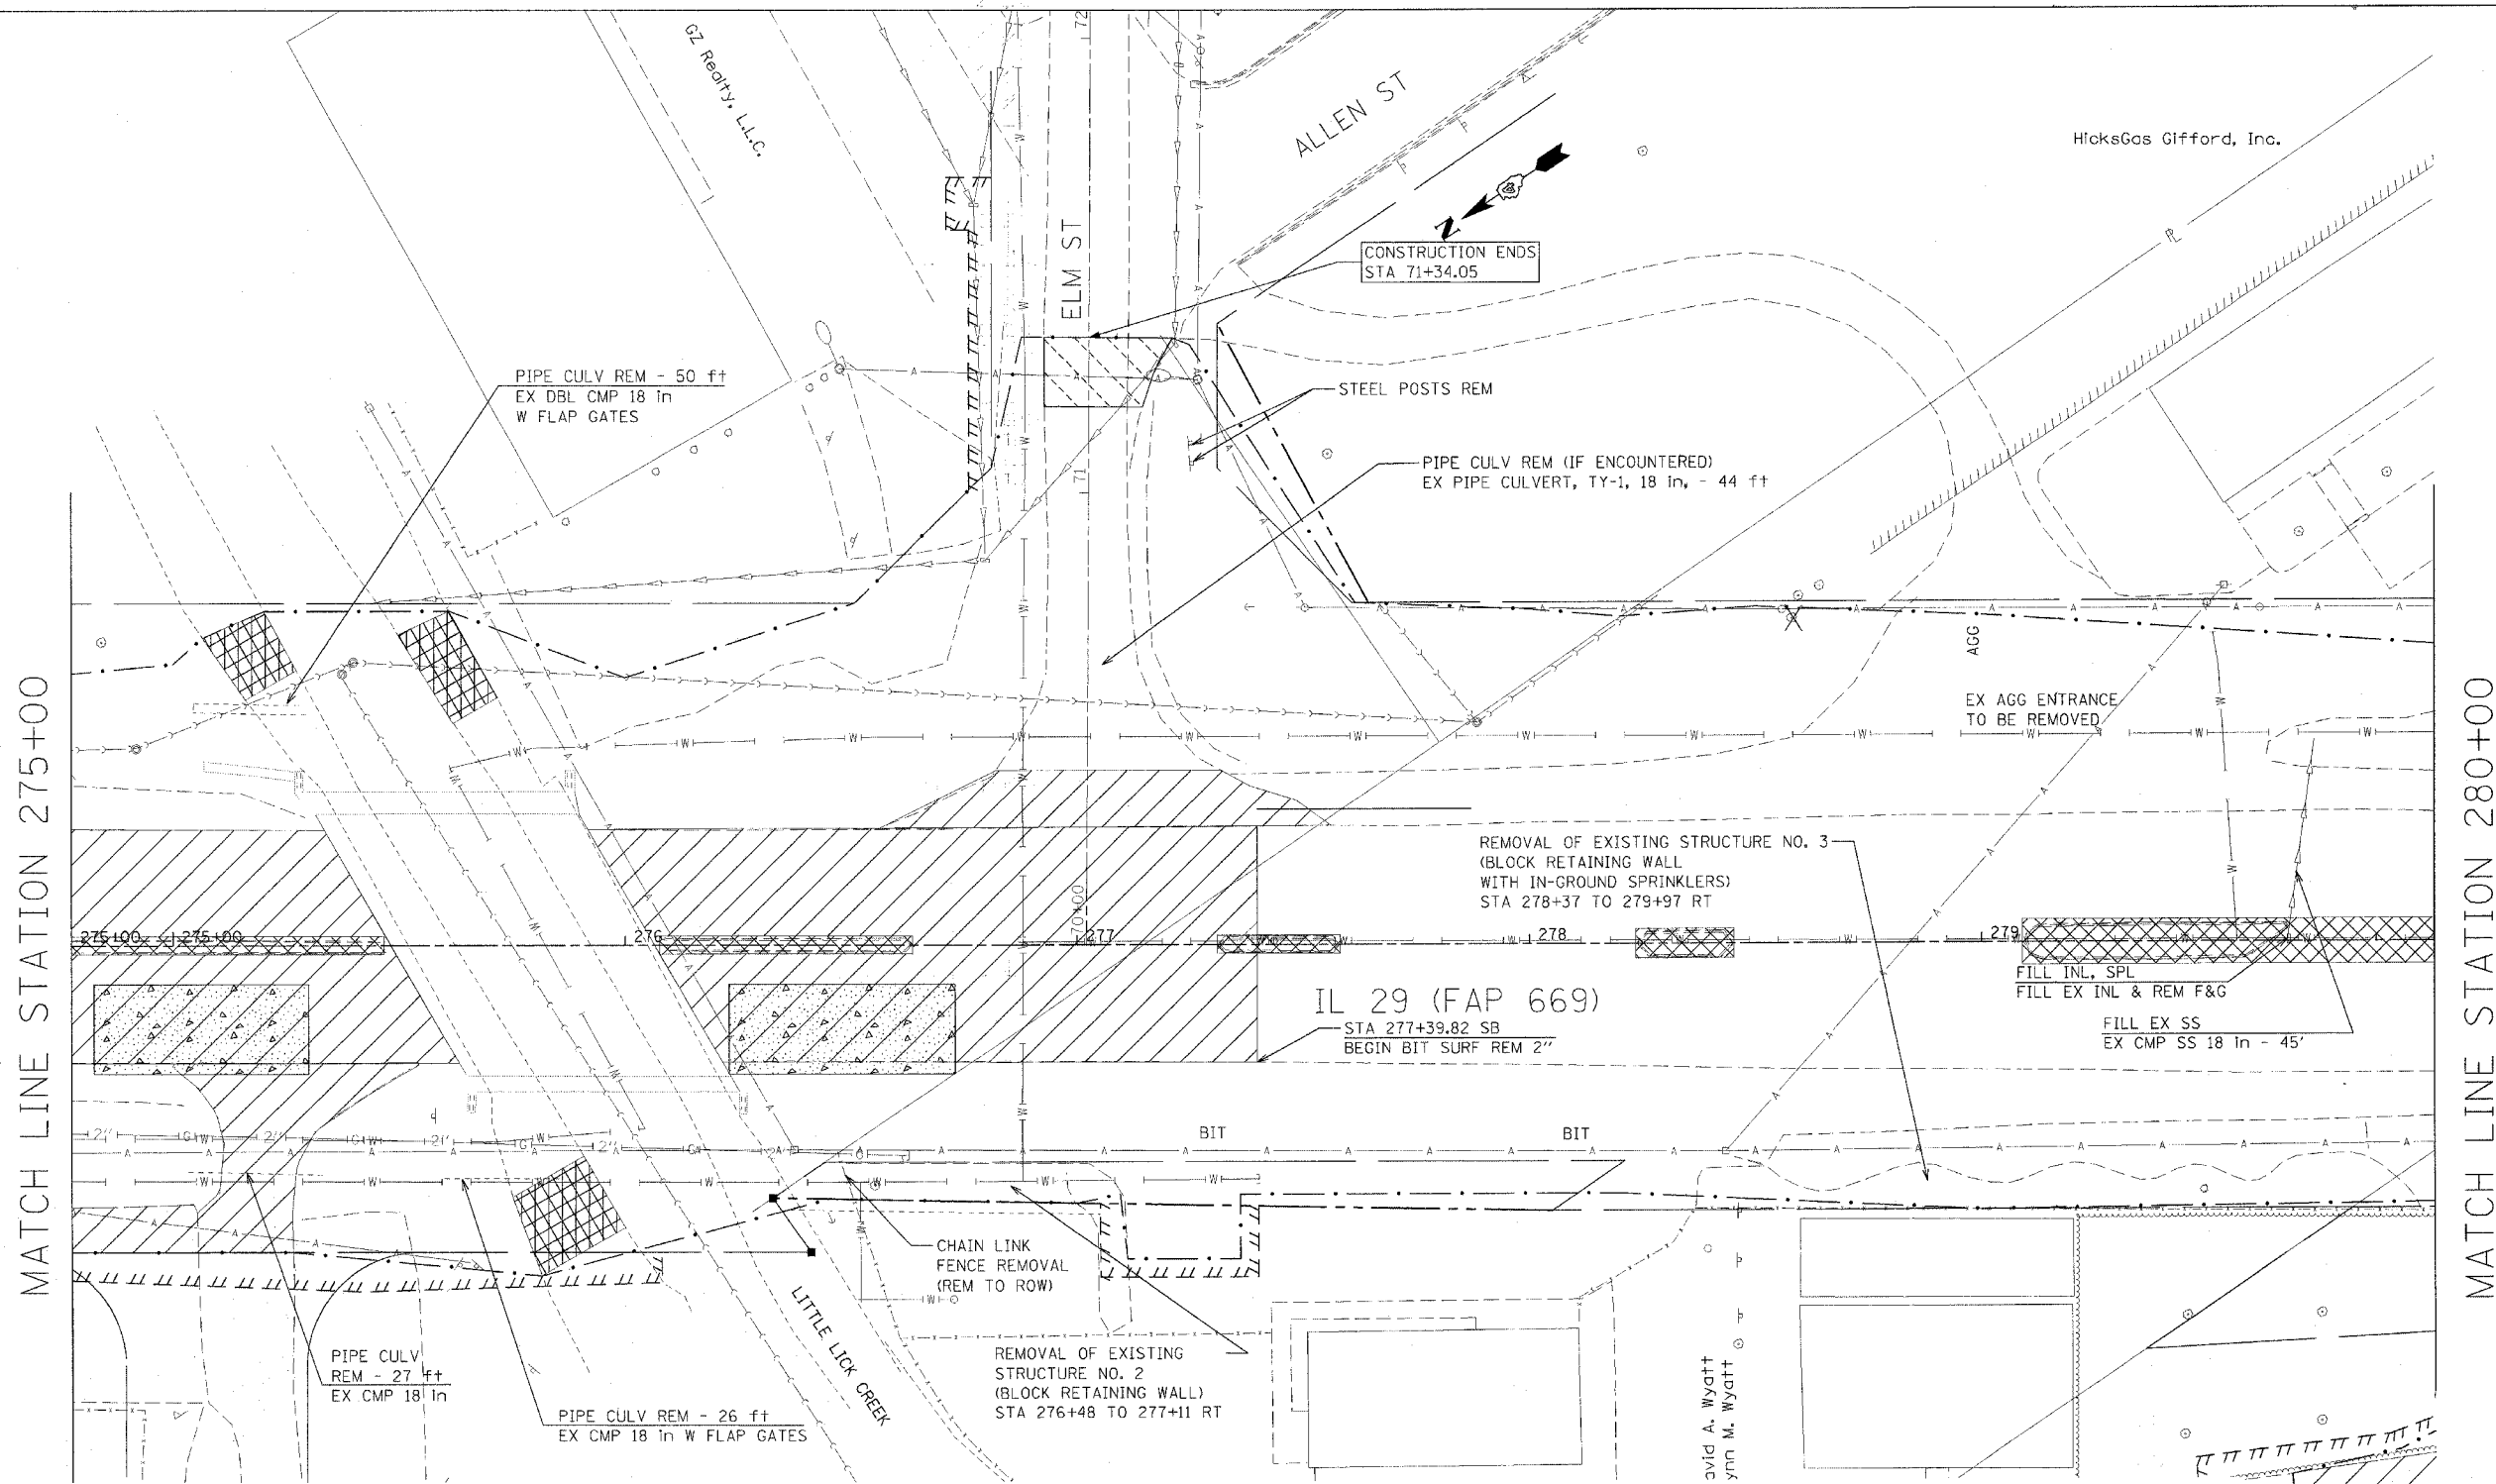 GZ Realty, L.L.C.
72
ALLEN ST
HicksGas Gifford, Inc.
N
ELM ST
CONSTRUCTION ENDS
STA 71+34.05
PIPE CULV REM - 50 ft
EX DBL CMP 18 in
W FLAP GATES
STEEL POSTS REM
71
PIPE CULV REM (IF ENCOUNTERED)
EX PIPE CULVERT, TY-1, 18 in. - 44 ft
AGG
EX AGG ENTRANCE
TO BE REMOVED
MATCH LINE STATION 275+00
MATCH LINE STATION 280+00
REMOVAL OF EXISTING STRUCTURE NO. 3
(BLOCK RETAINING WALL
WITH IN-GROUND SPRINKLERS)
STA 278+37 TO 279+97 RT
70+00
275+00
275+00
276
277
278
279
FILL INL, SPL
FILL EX INL & REM F&G
IL 29 (FAP 669)
STA 277+39.82 SB
BEGIN BIT SURF REM 2"
FILL EX SS
EX CMP SS 18 in - 45'
BIT
BIT
CHAIN LINK
FENCE REMOVAL
(REM TO ROW)
LITTLE LICK CREEK
PIPE CULV
REM - 27 ft
EX CMP 18 in
PIPE CULV REM - 26 ft
EX CMP 18 in W FLAP GATES
REMOVAL OF EXISTING
STRUCTURE NO. 2
(BLOCK RETAINING WALL)
STA 276+48 TO 277+11 RT
avid A. Wyatt
ynn M. Wyatt